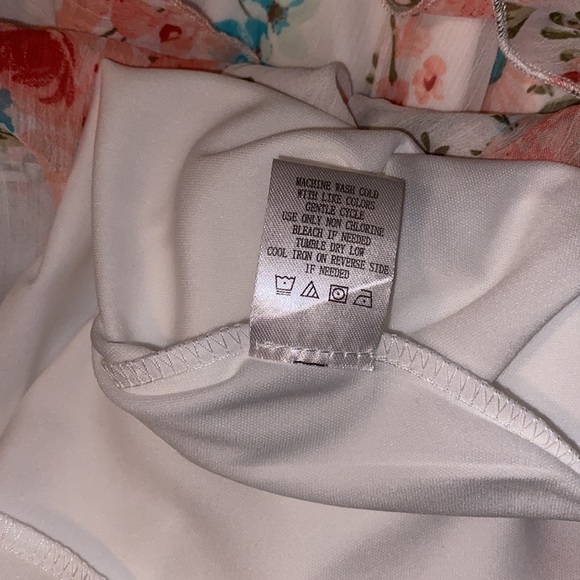 MACHINE WASH COLD
WITH LIKE COLORS
GENTLE CYCLE
USE ONLY NON CHLORINE
BLEACH IF NEEDED
TUMBLE DRY LOW
COOL IRON ON REVERSE SIDE
IF NEEDED